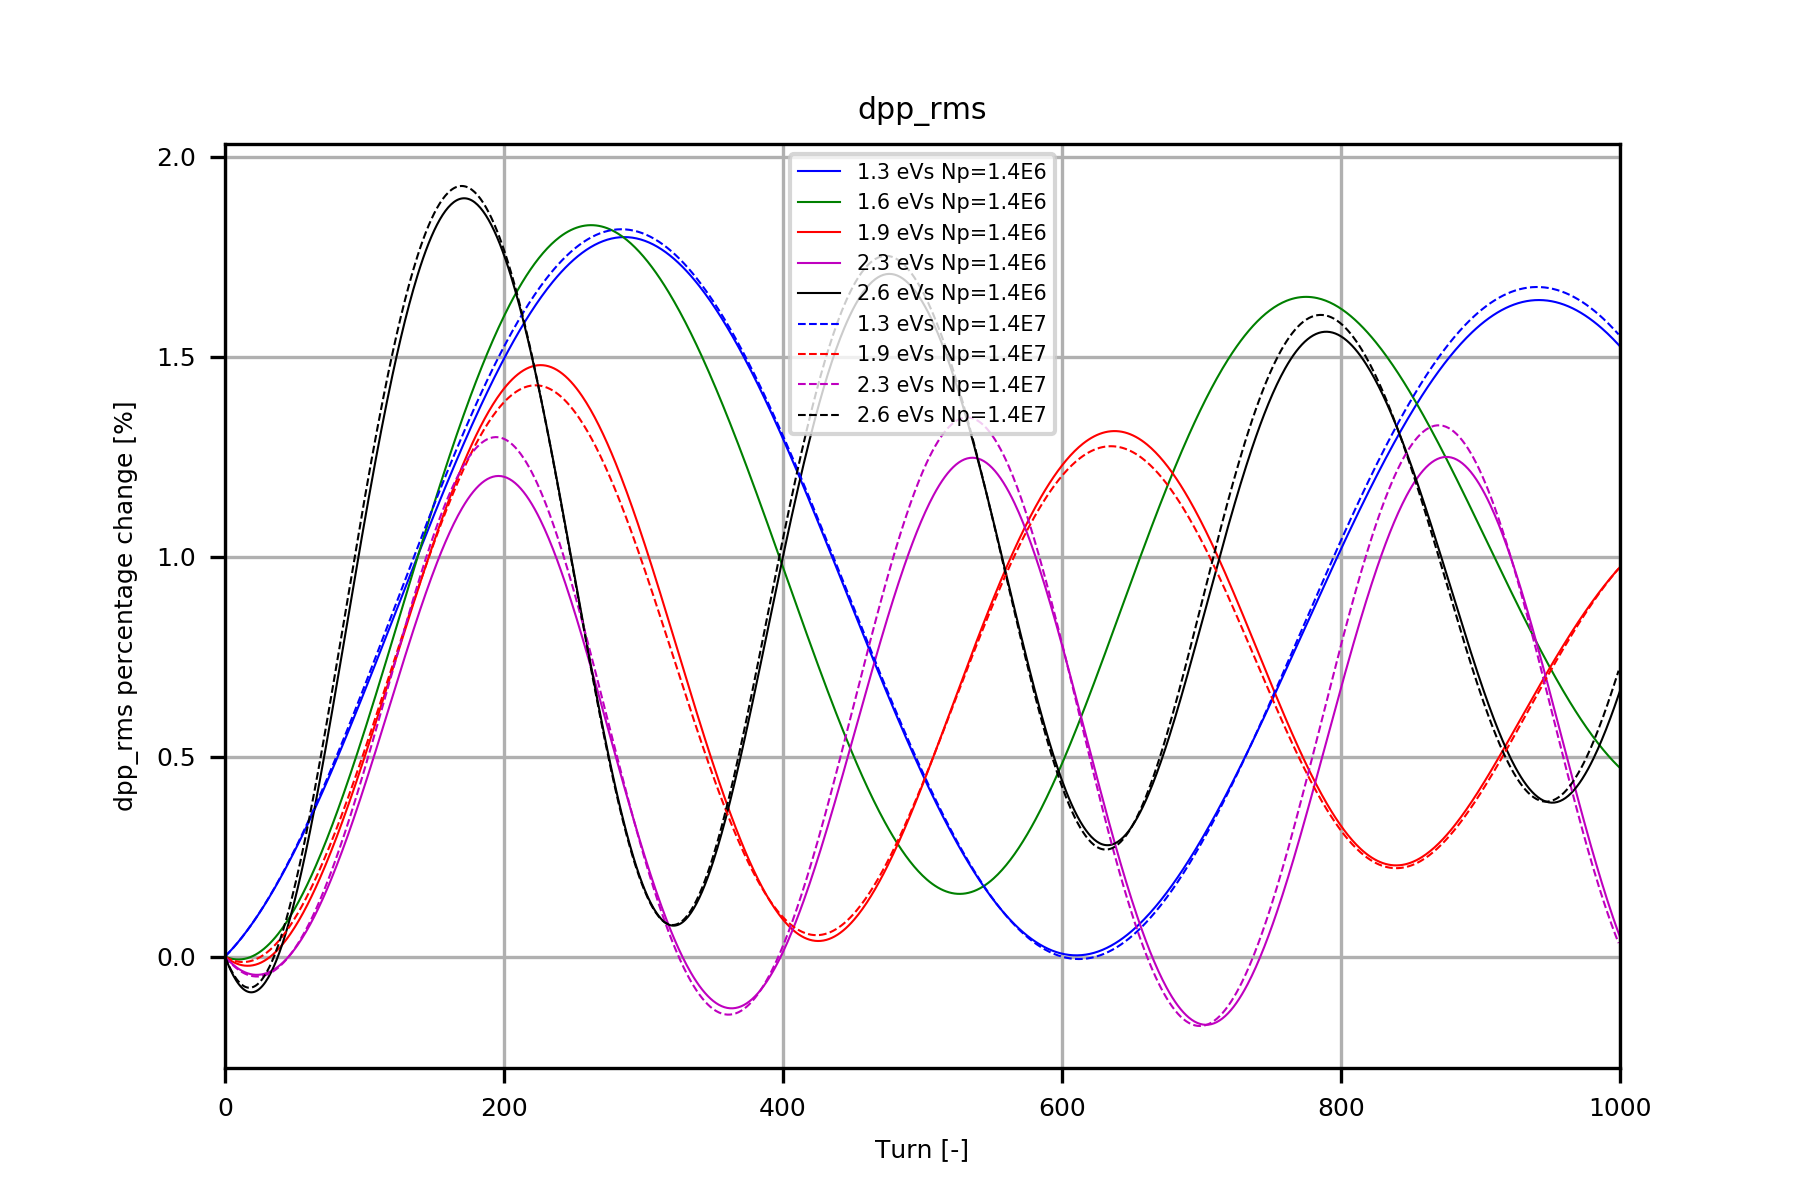 dpp_rms
2.0
1.5
1.0
0.5
0.0
dpp_rms percentage change [%]
1.3 eVs Np=1.4E6
1.6 eVs Np=1.4E6
1.9 eVs Np=1.4E6
2.3 eVs Np=1.4E6
2.6 eVs Np=1.4E6
1.3 eVs Np=1.4E7
1.9 eVs Np=1.4E7
2.3 eVs Np=1.4E7
2.6 eVs Np=1.4E7
0 200 400 600 800 1000
Turn [-]